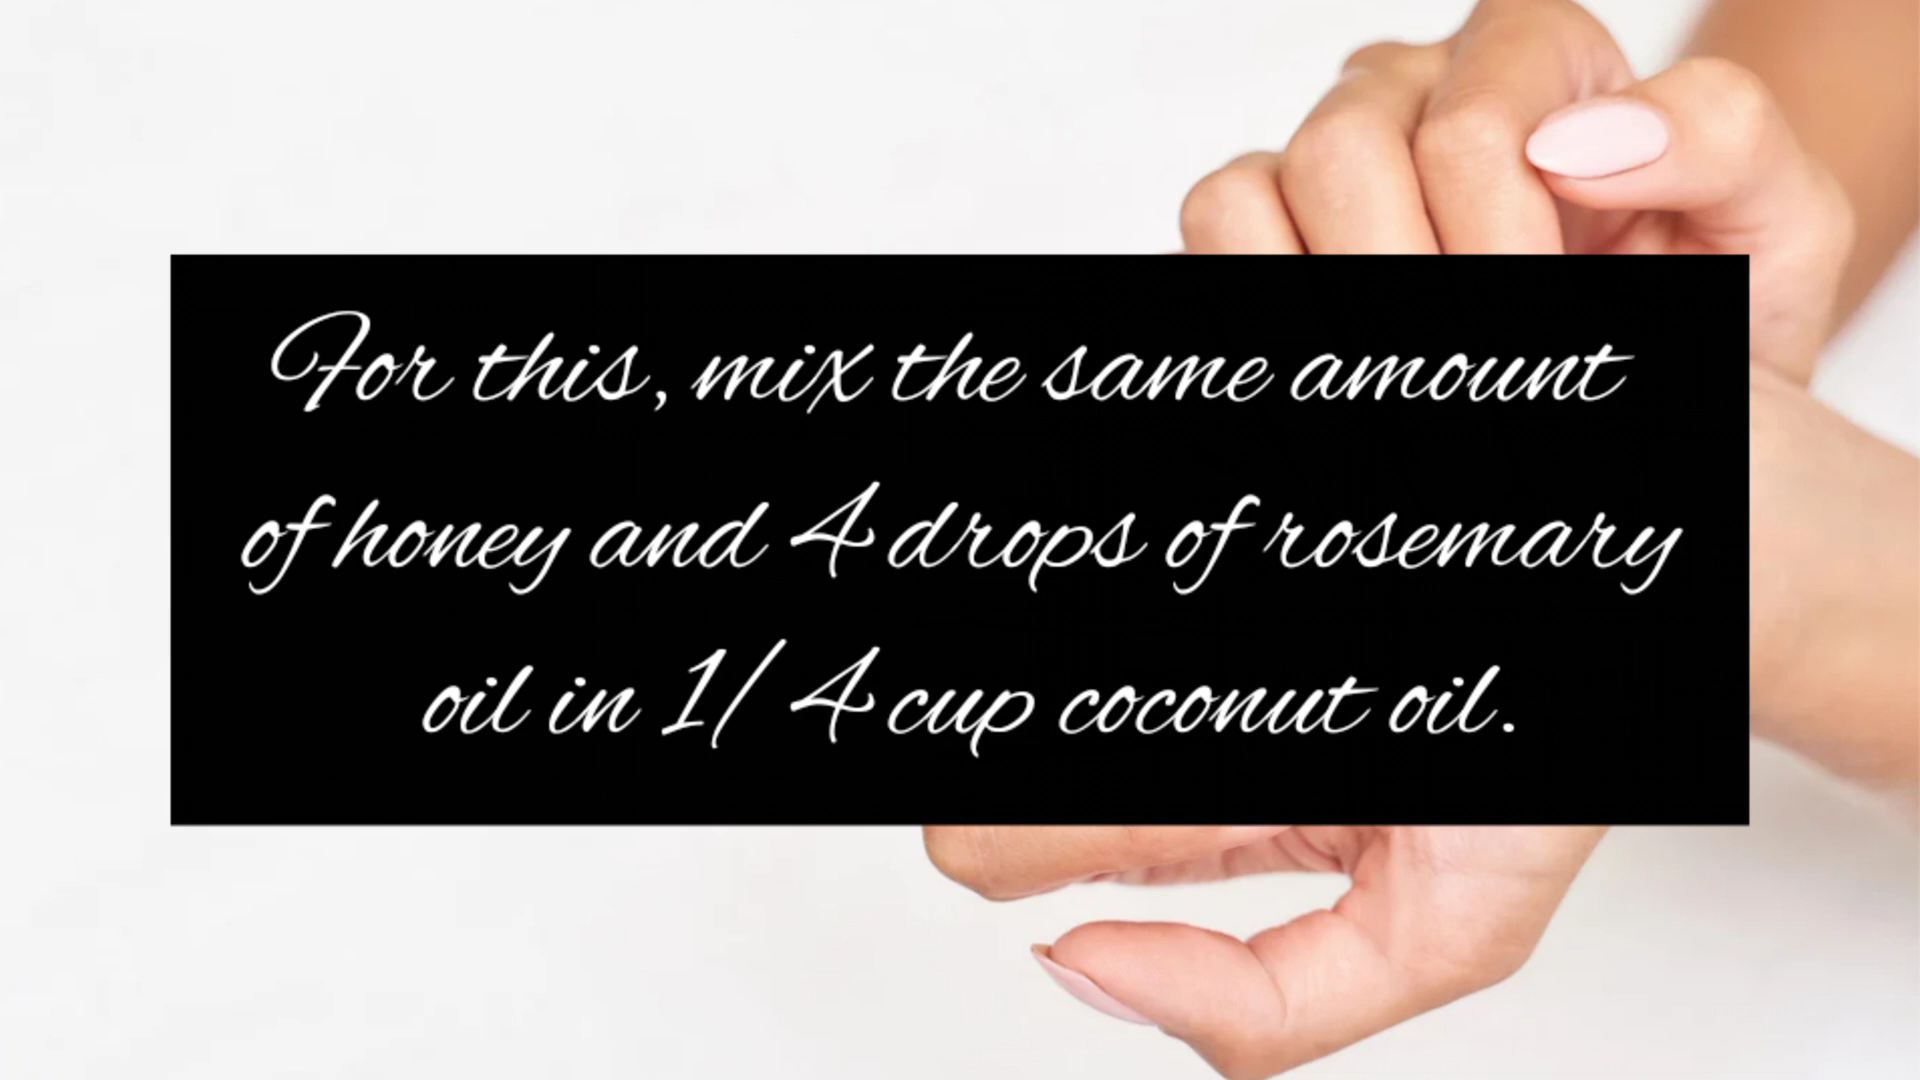 For this, mix the same amount
of honey and 4 drops of rosemary
oil in 1/4 cup coconut oil.